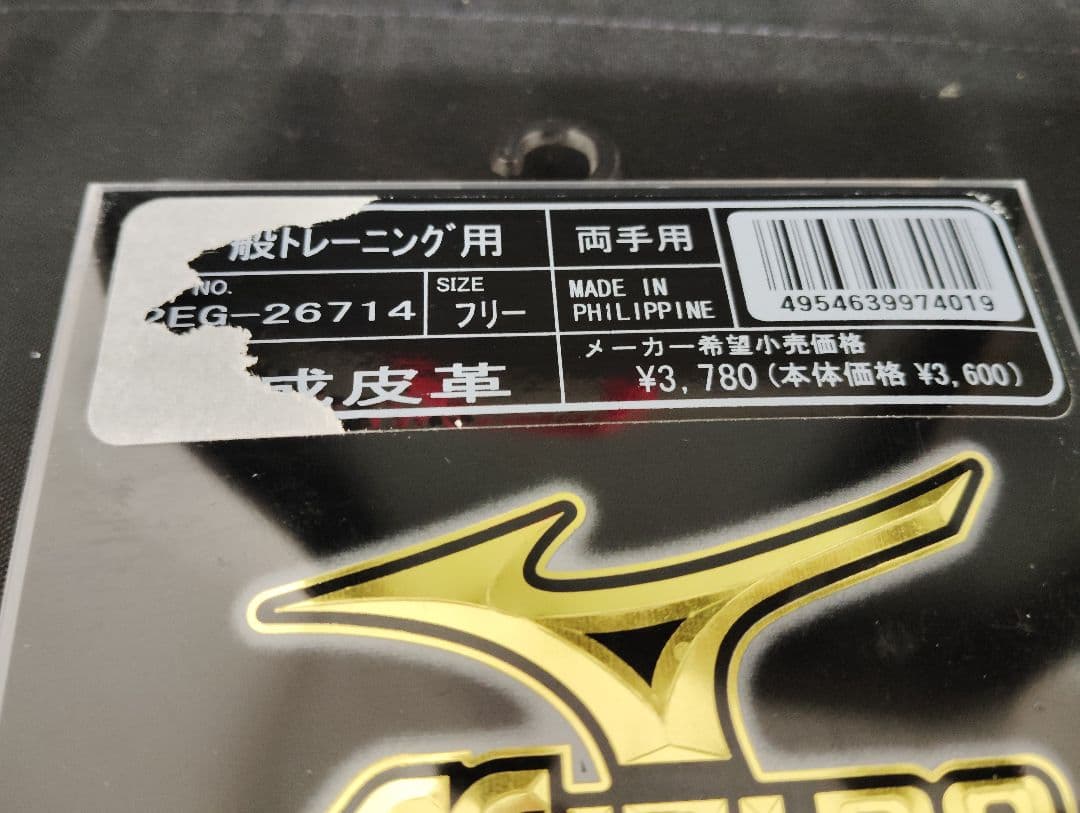 般トレーニング用
両手用
NO.
2EG-26714
SIZE
フリー
MADE IN
PHILIPPINE
4954639974019
成皮革
メーカー希望小売価格
¥3,780(本体価格 ¥3,600)